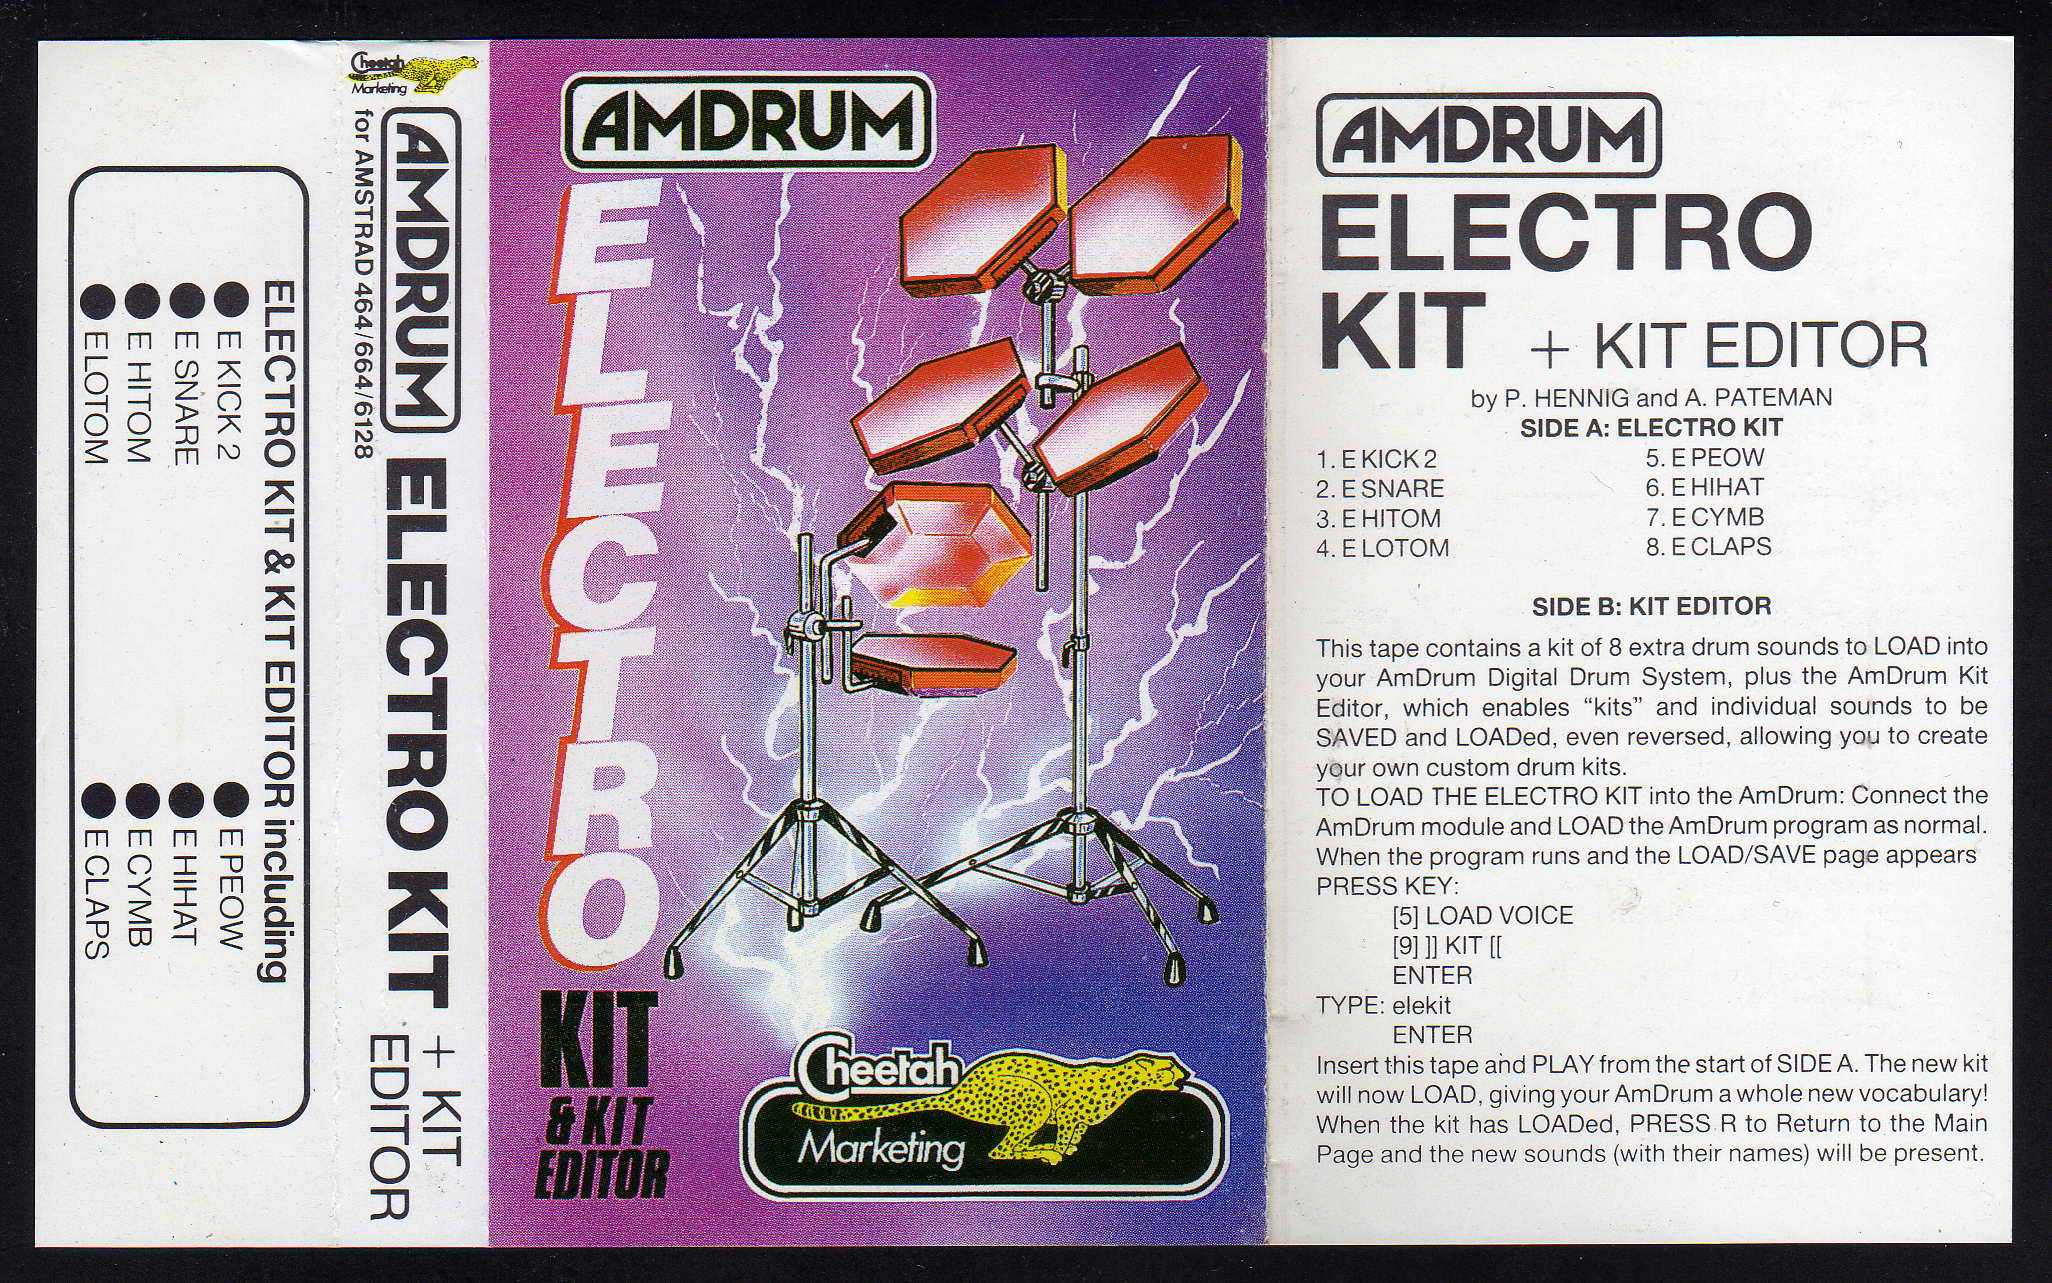 ELECTRO KIT & KIT EDITOR including
● E KICK 2
● E SNARE
● E HITOM
● E LOTOM
● E PEOW
● E HIHAT
● E CYMB
● E CLAPS
Cheetah
Marketing
for AMSTRAD 464/664/6128
AMDRUM ELECTRO KIT + KIT
EDITOR
AMDRUM
ELECTRO
KIT
& KIT
EDITOR
Cheetah
Marketing
AMDRUM
ELECTRO
KIT + KIT EDITOR
by P. HENNIG and A. PATEMAN
SIDE A: ELECTRO KIT
1. E KICK 2 5. E PEOW
2. E SNARE 6. E HIHAT
3. E HITOM 7. E CYMB
4. E LOTOM 8. E CLAPS
SIDE B: KIT EDITOR
This tape contains a kit of 8 extra drum sounds to LOAD into
your AmDrum Digital Drum System, plus the AmDrum Kit
Editor, which enables “kits” and individual sounds to be
SAVED and LOADed, even reversed, allowing you to create
your own custom drum kits.
TO LOAD THE ELECTRO KIT into the AmDrum: Connect the
AmDrum module and LOAD the AmDrum program as normal.
When the program runs and the LOAD/SAVE page appears
PRESS KEY:
[5] LOAD VOICE
[9] ]] KIT [[
ENTER
TYPE: elekit
ENTER
Insert this tape and PLAY from the start of SIDE A. The new kit
will now LOAD, giving your AmDrum a whole new vocabulary!
When the kit has LOADed, PRESS R to Return to the Main
Page and the new sounds (with their names) will be present.